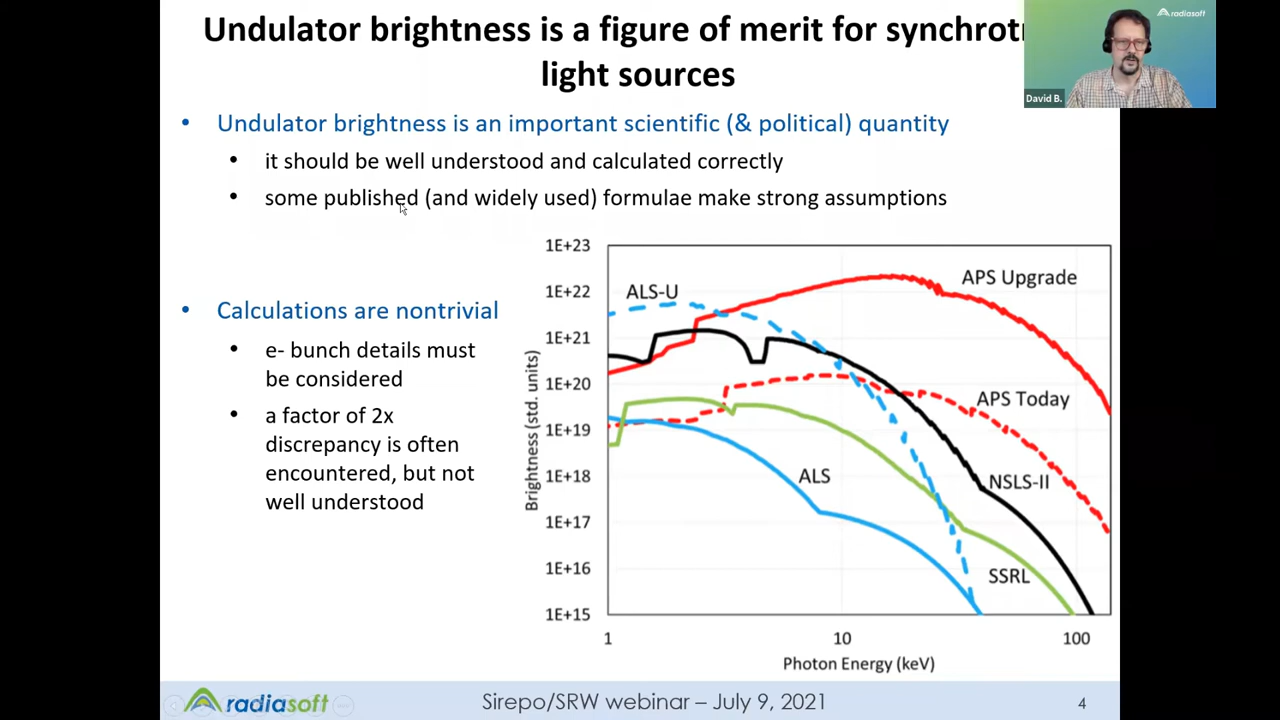 Undulator brightness is a figure of merit for synchrotr
light sources
radiasoft
David B.
• Undulator brightness is an important scientific (& political) quantity
• it should be well understood and calculated correctly
• some published (and widely used) formulae make strong assumptions
• Calculations are nontrivial
• e- bunch details must
be considered
• a factor of 2x
discrepancy is often
encountered, but not
well understood
Brightness (std. units)
1E+23
1E+22
1E+21
1E+20
1E+19
1E+18
1E+17
1E+16
1E+15
ALS-U
APS Upgrade
APS Today
ALS
NSLS-II
SSRL
1 10 100
Photon Energy (keV)
radiasoft
Sirepo/SRW webinar – July 9, 2021
4